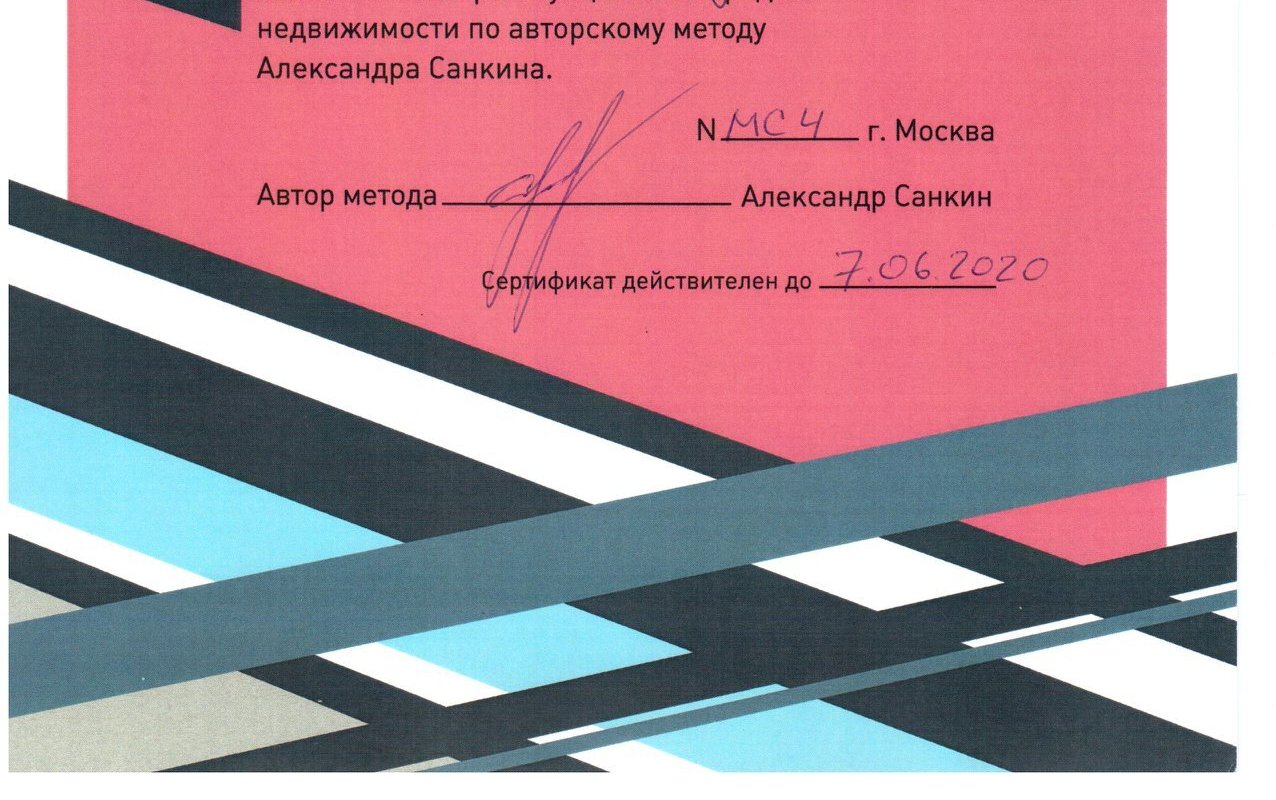 недвижимости по авторскому методу
Александра Санкина.
N МС 4 г. Москва
Автор метода Александр Санкин
Сертификат действителен до 7.06.2020